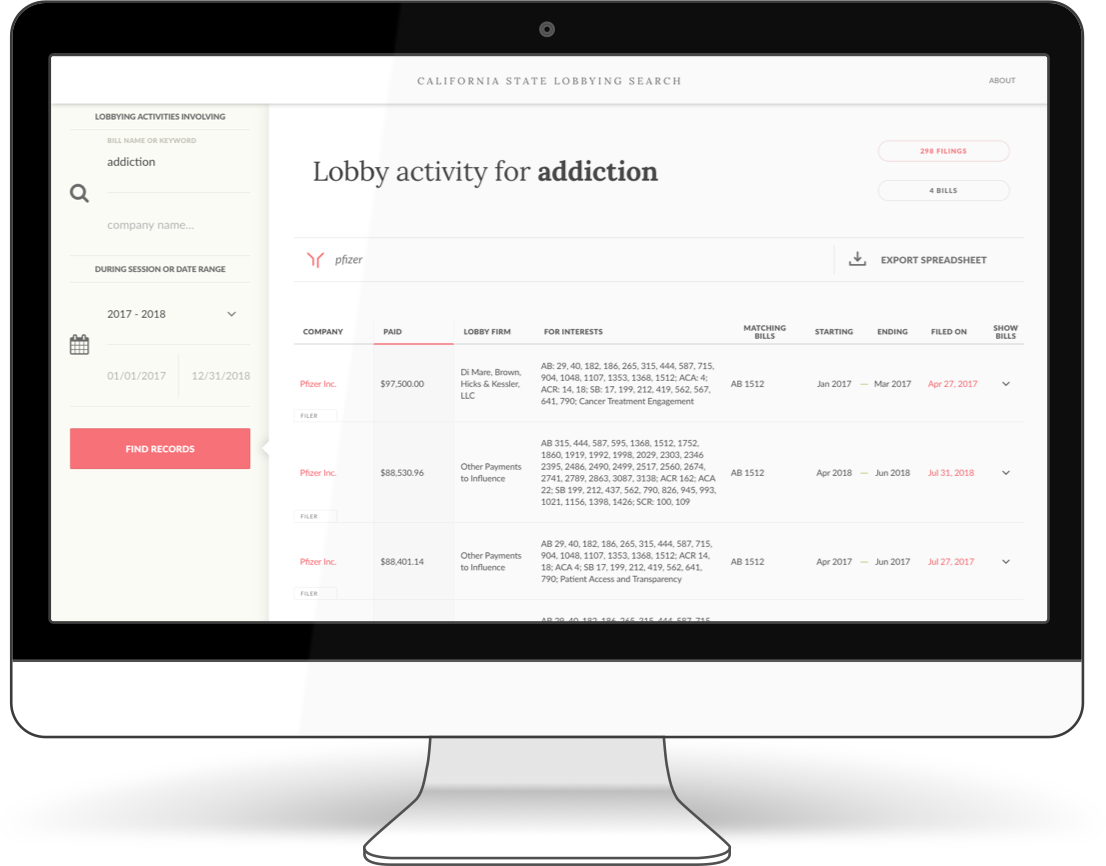 CALIFORNIA STATE LOBBYING SEARCH
ABOUT
LOBBYING ACTIVITIES INVOLVING
BILL NAME OR KEYWORD
addiction
company name...
DURING SESSION OR DATE RANGE
2017 - 2018
01/01/2017
12/31/2018
FIND RECORDS
Lobby activity for addiction
298 FILINGS
4 BILLS
pfizer
EXPORT SPREADSHEET
COMPANY
PAID
LOBBY FIRM
FOR INTERESTS
MATCHING
BILLS
STARTING
ENDING
FILED ON
SHOW
BILLS
Pfizer Inc.
FILER
$97,500.00
Di Mare, Brown,
Hicks & Kessler,
LLC
AB: 29, 40, 182, 186, 265, 315, 444, 587, 715,
904, 1048, 1107, 1353, 1368, 1512; ACA: 4;
ACR: 14, 18; SB: 17, 199, 212, 419, 562, 567,
641, 790; Cancer Treatment Engagement
AB 1512
Jan 2017 — Mar 2017
Apr 27, 2017
Pfizer Inc.
FILER
$88,530.96
Other Payments
to Influence
AB 315, 444, 587, 595, 1368, 1512, 1752,
1860, 1919, 1992, 1998, 2029, 2303, 2346
2395, 2486, 2490, 2499, 2517, 2560, 2674,
2741, 2789, 2863, 3087, 3138; ACR 162; ACA
22; SB 199, 212, 437, 562, 790, 826, 945, 993,
1021, 1156, 1398, 1426; SCR: 100, 109
AB 1512
Apr 2018 — Jun 2018
Jul 31, 2018
Pfizer Inc.
FILER
$88,401.14
Other Payments
to Influence
AB 29, 40, 182, 186, 265, 315, 444, 587, 715,
904, 1048, 1107, 1353, 1368, 1512; ACR 14,
18; ACA 4; SB 17, 199, 212, 419, 562, 641,
790; Patient Access and Transparency
AB 1512
Apr 2017 — Jun 2017
Jul 27, 2017
AB 29, 40, 182, 186, 265, 315, 444, 587, 715,